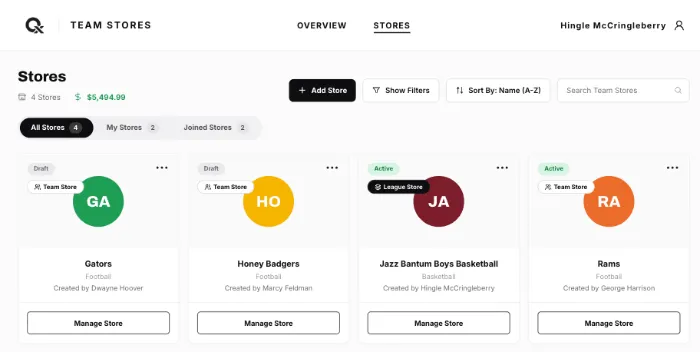 TEAM STORES
OVERVIEW
STORES
Hingle McCringleberry
Stores
4 Stores
$5,494.99
Add Store
Show Filters
Sort By: Name (A-Z)
Search Team Stores
All Stores 4
My Stores 2
Joined Stores 2
Draft
Team Store
GA
Gators
Football
Created by Dwayne Hoover
Manage Store
Draft
Team Store
HO
Honey Badgers
Football
Created by Marcy Feldman
Manage Store
Active
League Store
JA
Jazz Bantum Boys Basketball
Basketball
Created by Hingle McCringleberry
Manage Store
Active
Team Store
RA
Rams
Football
Created by George Harrison
Manage Store